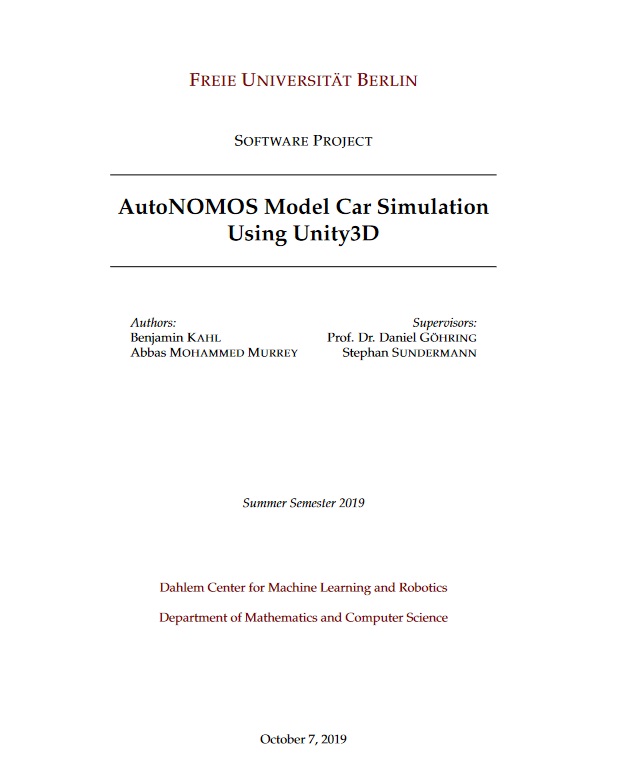 FREIE UNIVERSITÄT BERLIN
SOFTWARE PROJECT
AutoNOMOS Model Car Simulation
Using Unity3D
Authors:
Benjamin KAHL
Abbas MOHAMMED MURREY
Supervisors:
Prof. Dr. Daniel GÖHRING
Stephan SUNDERMANN
Summer Semester 2019
Dahlem Center for Machine Learning and Robotics
Department of Mathematics and Computer Science
October 7, 2019